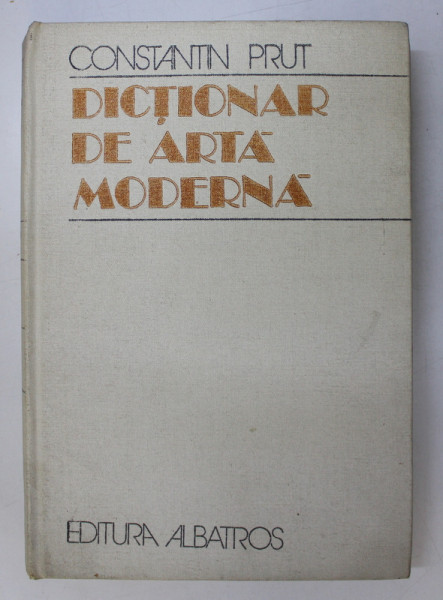 CONSTANTIN PRUT
DICȚIONAR
DE ARTĂ
MODERNĂ
EDITURA ALBATROS